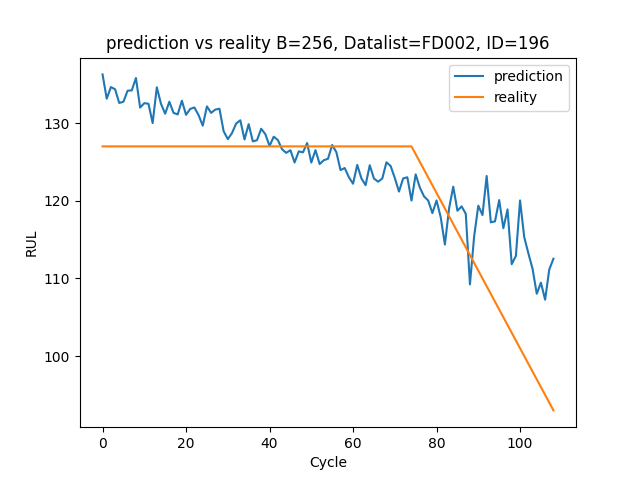 prediction vs reality B=256, Datalist=FD002, ID=196
prediction
reality
130
120
110
100
RUL
0 20 40 60 80 100
Cycle